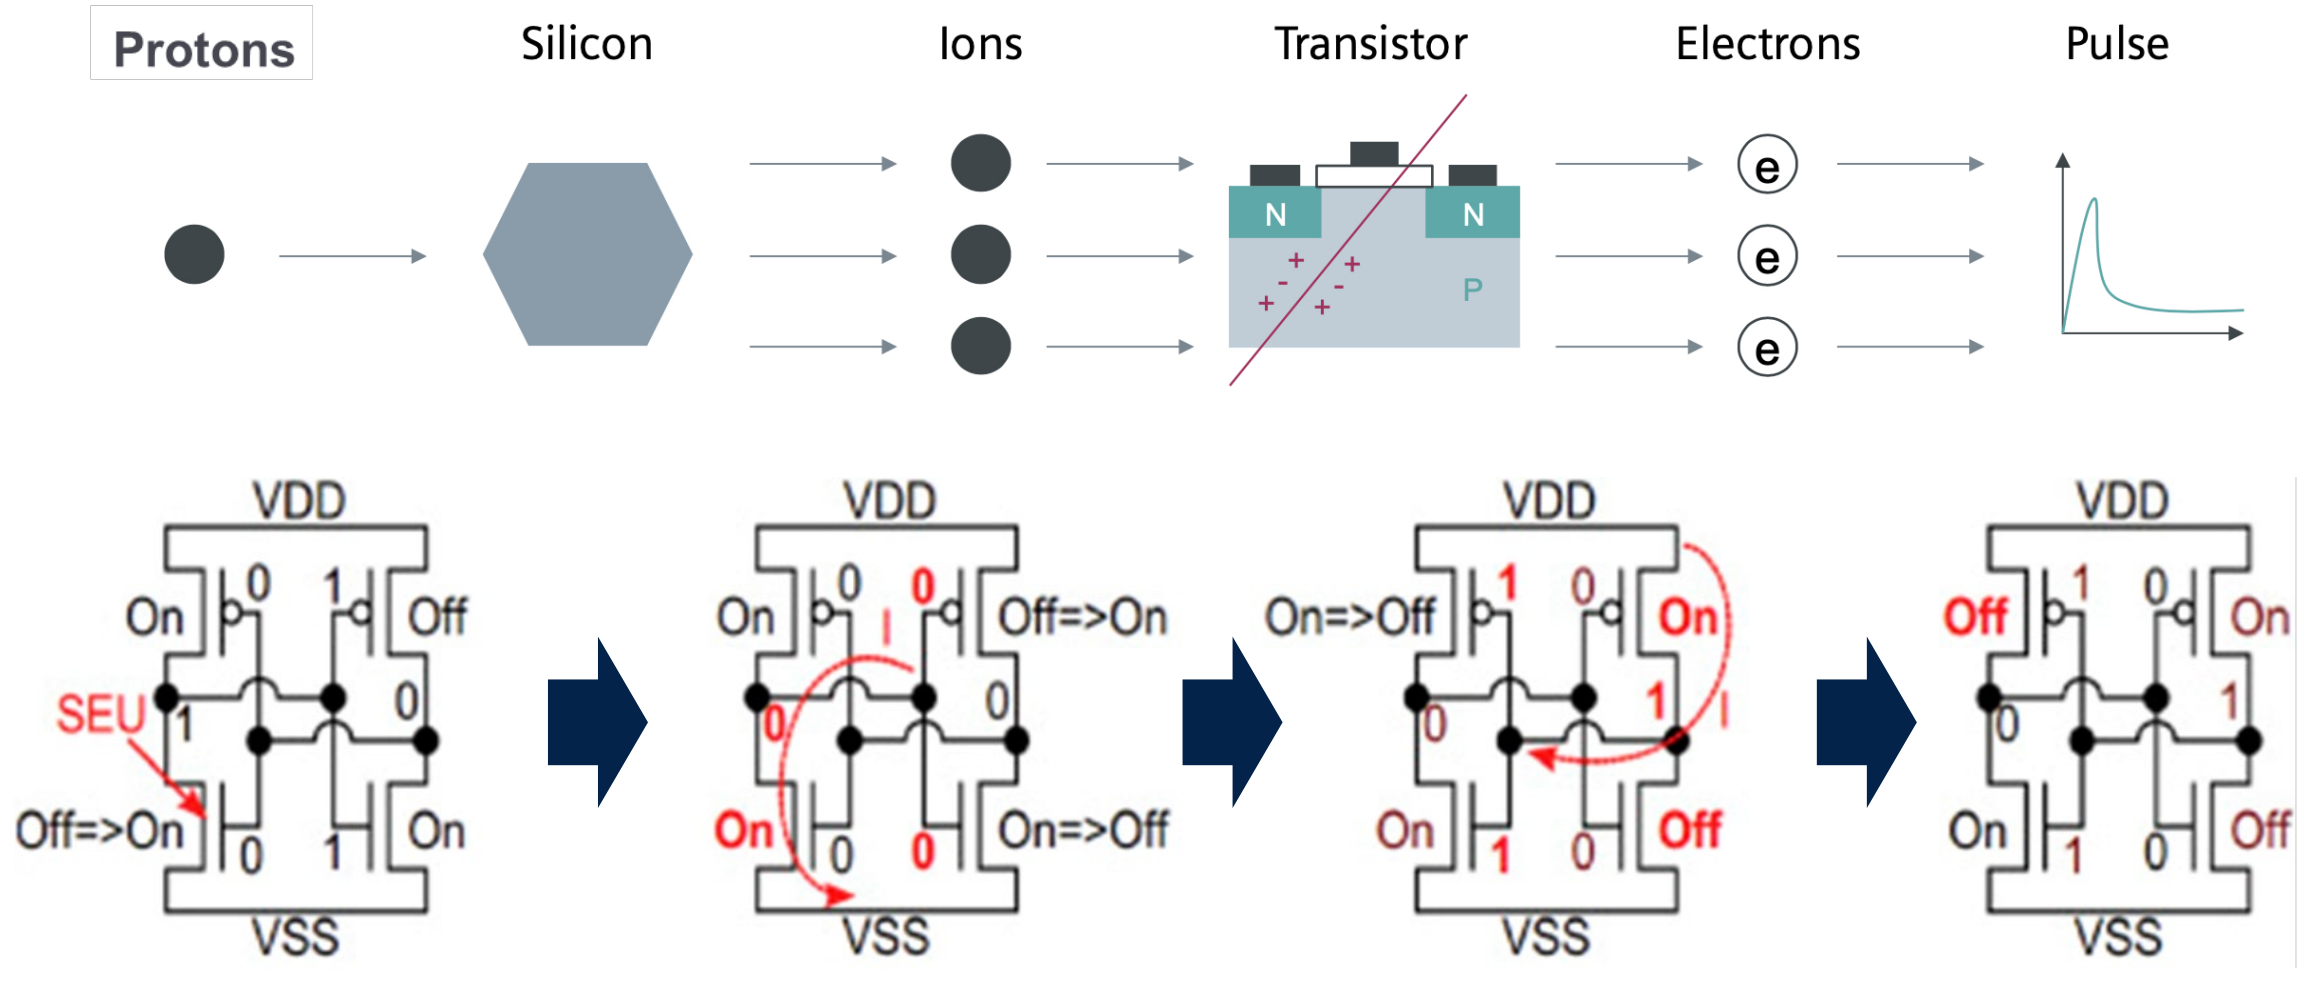 Protons Silicon Ions Transistor Electrons Pulse
e
N N
+ +
e
- -
P
+ +
e
VDD VDD VDD VDD
0 1 0 0 1 0 1 0
On Off On Off=>On On=>Off On Off On
I
SEU 1 0 0 0 0 1 I 0 1
Off=>On On On On=>Off On Off On Off
0 1 0 0 1 0 1 0
VSS VSS VSS VSS